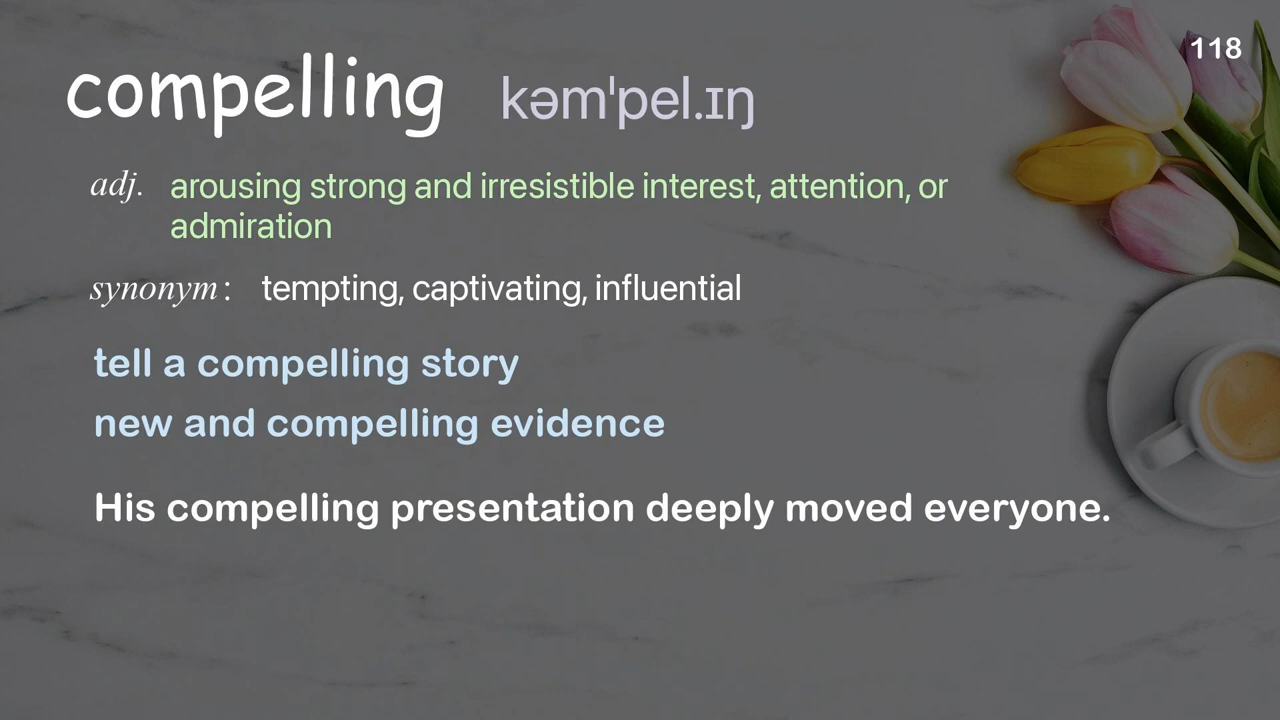 118
compelling kəmˈpel.ɪŋ
adj. arousing strong and irresistible interest, attention, or
admiration
synonym: tempting, captivating, influential
tell a compelling story
new and compelling evidence
His compelling presentation deeply moved everyone.